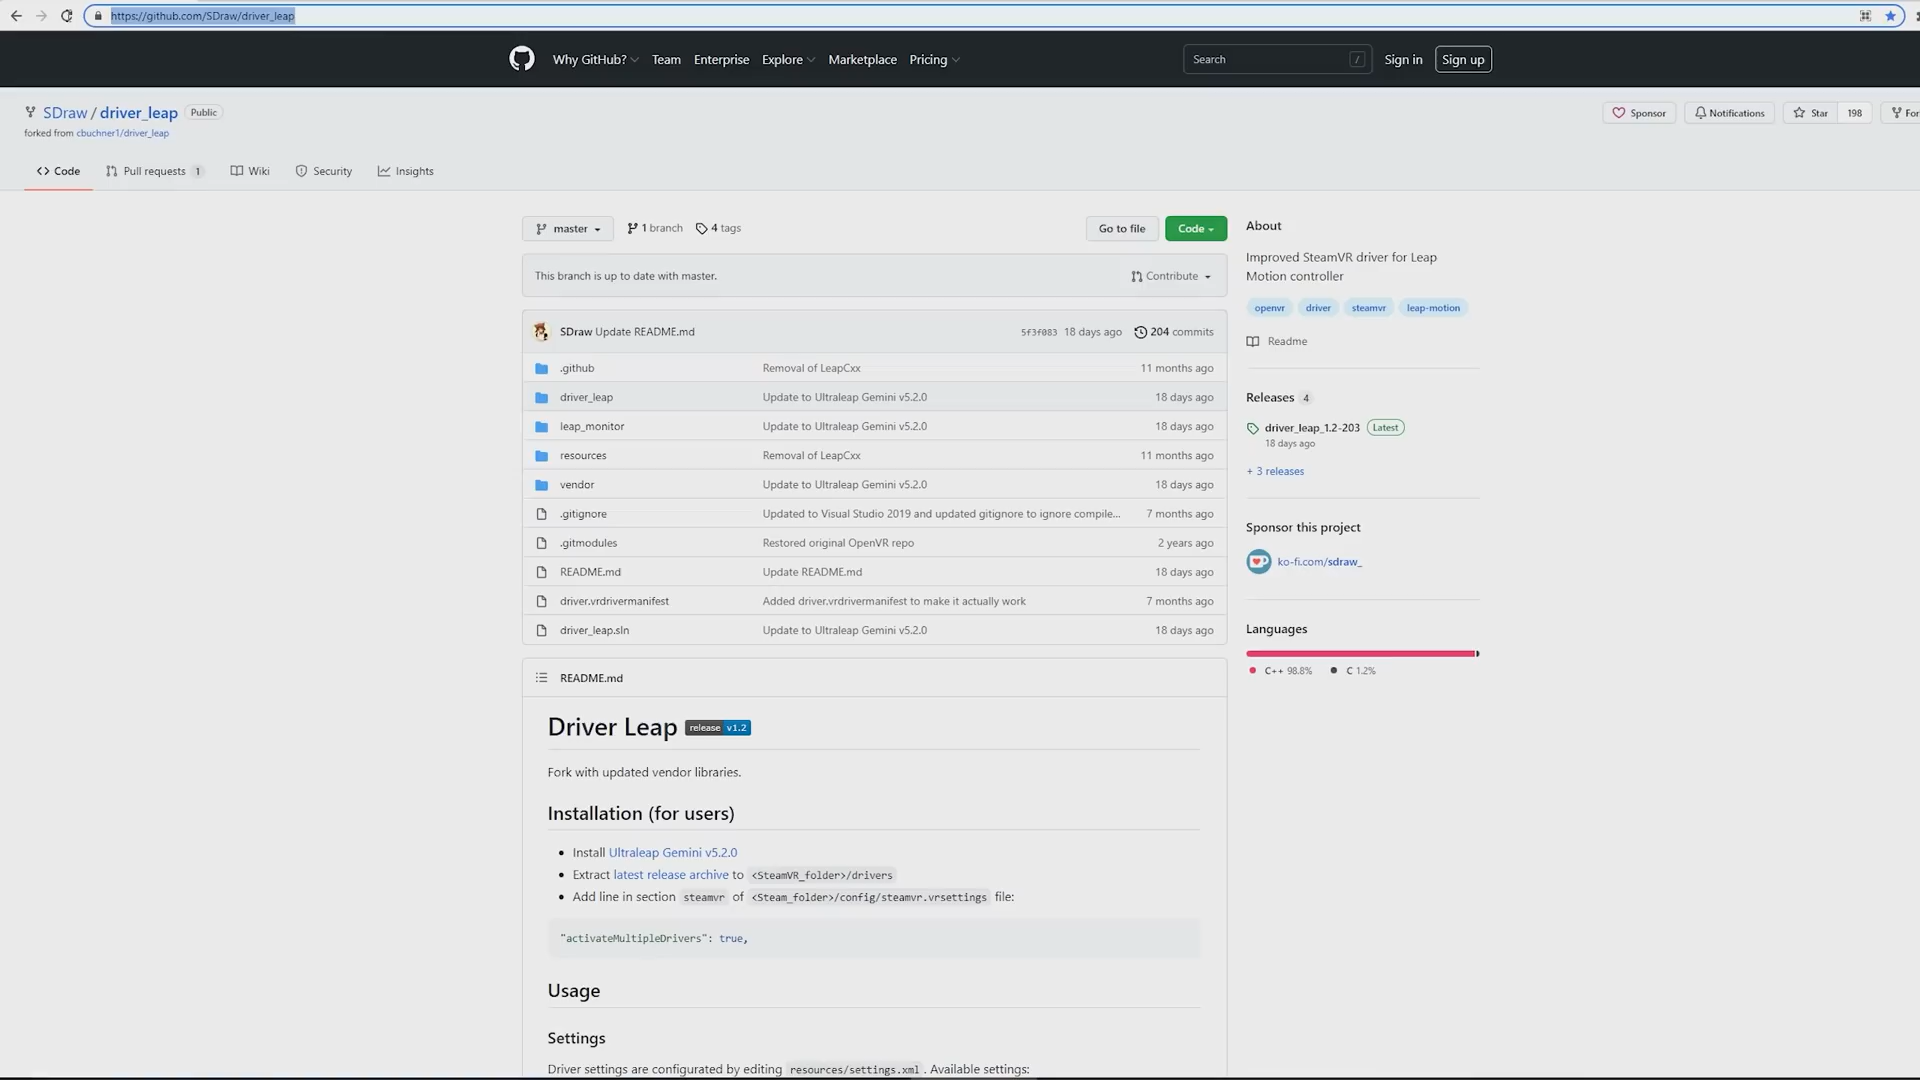 https://github.com/SDraw/driver_leap
Why GitHub? Team Enterprise Explore Marketplace Pricing Search / Sign in Sign up
SDraw / driver_leap Public Sponsor Notifications Star 198 For
forked from cbuchner1/driver_leap
<> Code Pull requests 1 Wiki Security Insights
master 1 branch 4 tags Go to file Code
This branch is up to date with master. Contribute
SDraw Update README.md 5f3f083 18 days ago 204 commits
.github Removal of LeapCxx 11 months ago
driver_leap Update to Ultraleap Gemini v5.2.0 18 days ago
leap_monitor Update to Ultraleap Gemini v5.2.0 18 days ago
resources Removal of LeapCxx 11 months ago
vendor Update to Ultraleap Gemini v5.2.0 18 days ago
.gitignore Updated to Visual Studio 2019 and updated gitignore to ignore compile... 7 months ago
.gitmodules Restored original OpenVR repo 2 years ago
README.md Update README.md 18 days ago
driver.vrdrivermanifest Added driver.vrdrivermanifest to make it actually work 7 months ago
driver_leap.sln Update to Ultraleap Gemini v5.2.0 18 days ago
README.md
Driver Leap release v1.2
Fork with updated vendor libraries.
Installation (for users)
• Install Ultraleap Gemini v5.2.0
• Extract latest release archive to <SteamVR_folder>/drivers
• Add line in section steamvr of <Steam_folder>/config/steamvr.vrsettings file:
"activateMultipleDrivers": true,
Usage
Settings
Driver settings are configurated by editing resources/settings.xml . Available settings:
About
Improved SteamVR driver for Leap
Motion controller
openvr driver steamvr leap-motion
Readme
Releases 4
driver_leap_1.2-203 Latest
18 days ago
+ 3 releases
Sponsor this project
ko-fi.com/sdraw_
Languages
C++ 98.8% C 1.2%